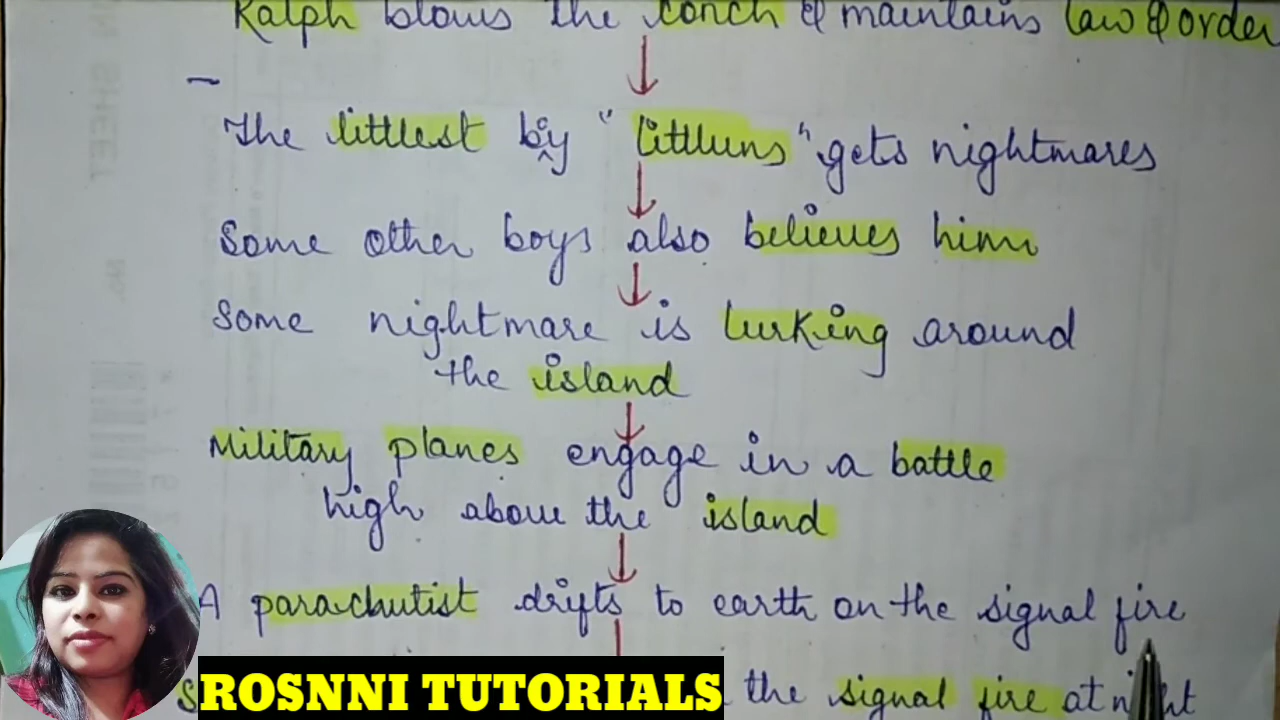 Ralph blows the conch & maintains law & order
The littlest boy "littluns" gets nightmares
Some other boys also believes him
Some nightmare is lurking around
the island
Military planes engage in a battle
high above the island
A parachutist drifts to earth on the signal fire
the signal fire at night
ROSNNI TUTORIALS